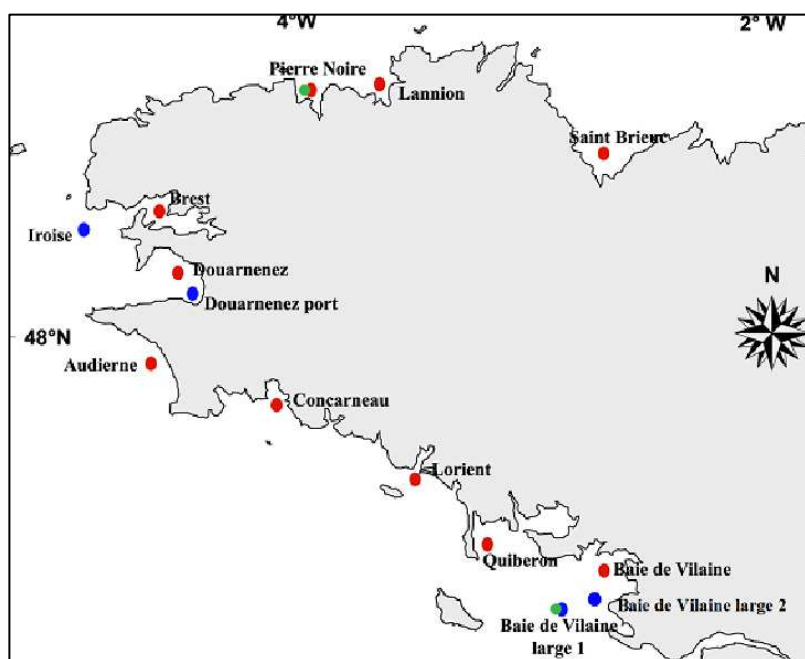 4°W
2°W
Pierre Noire
Lannion
Saint Brieuc
Brest
Iroise
Douarnenez
Douarnenez port
N
48°N
Audierne
Concarneau
Lorient
Quiberon
Baie de Vilaine
Baie de Vilaine large 2
Baie de Vilaine
large 1